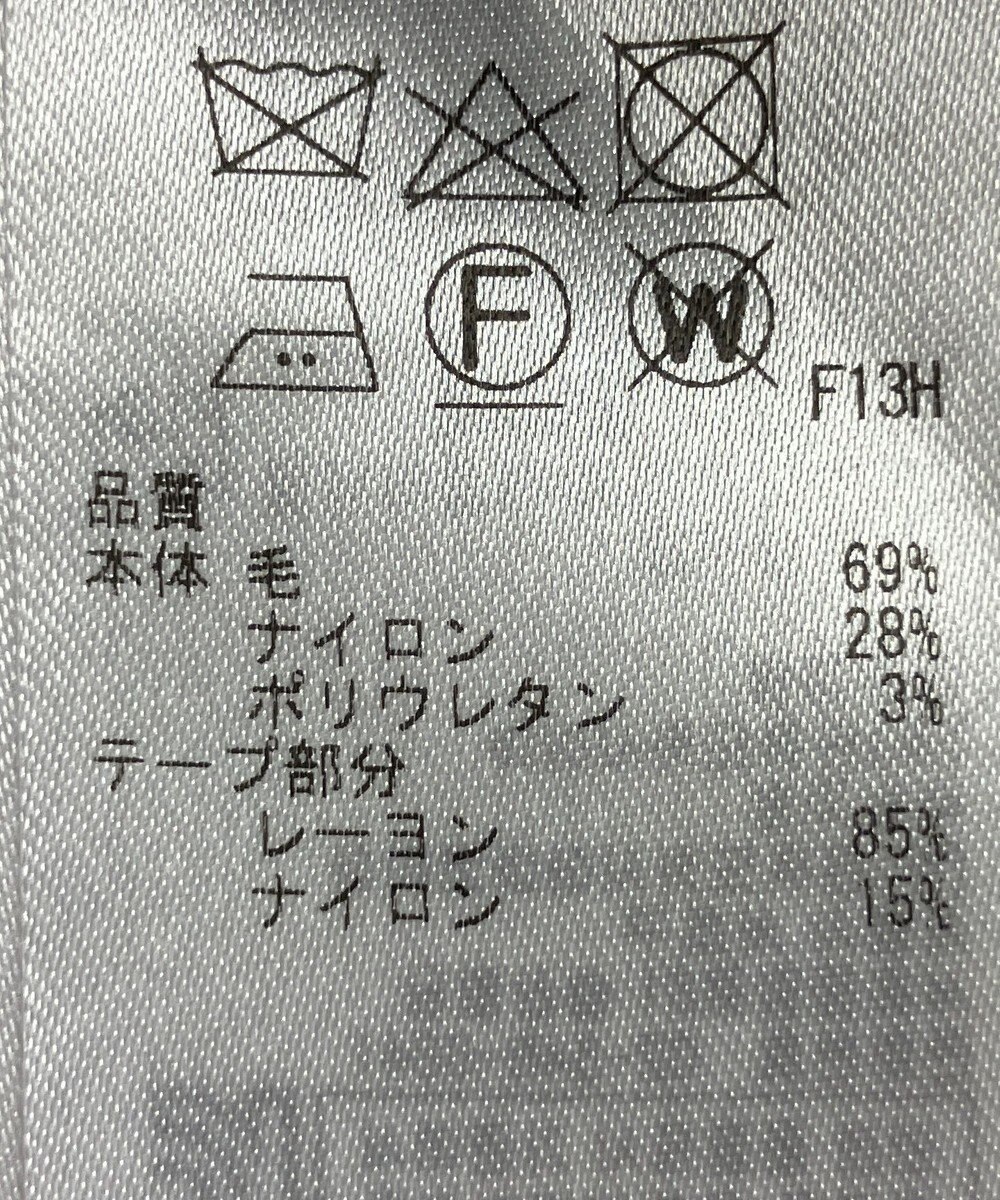 F W F13H
品質
本体 毛 69%
ナイロン 28%
ポリウレタン 3%
テープ部分
レーヨン 85%
ナイロン 15%